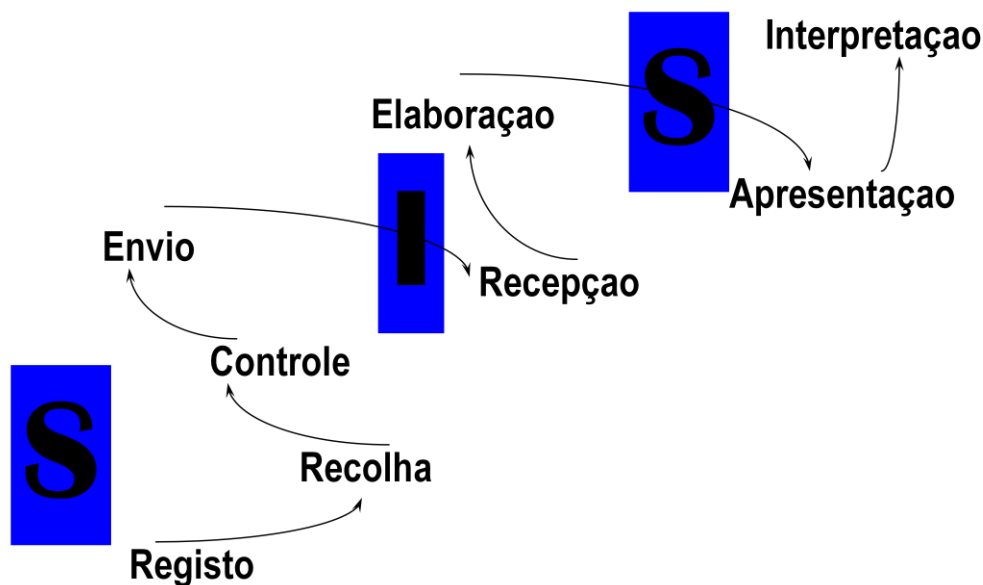 Interpretaçao
S
Elaboraçao
Apresentaçao
I
Envio
Recepçao
Controle
S
Recolha
Registo